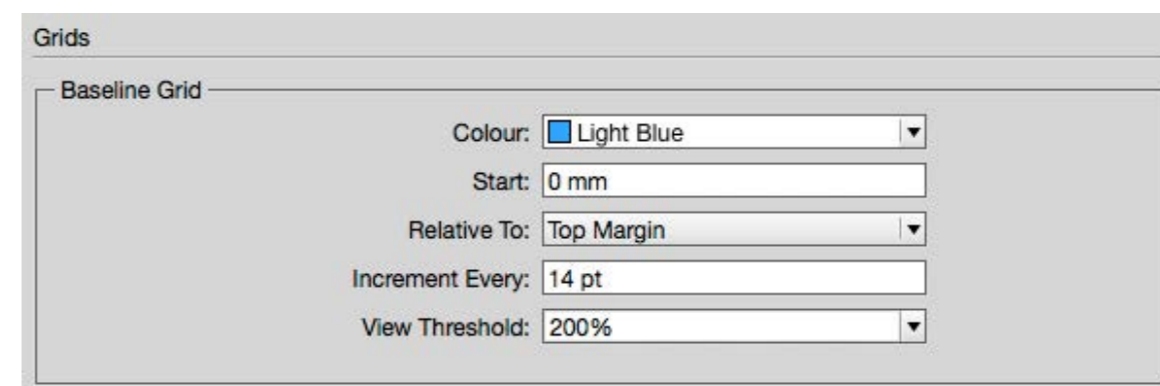 Grids
Baseline Grid
Colour: Light Blue
Start: 0 mm
Relative To: Top Margin
Increment Every: 14 pt
View Threshold: 200%